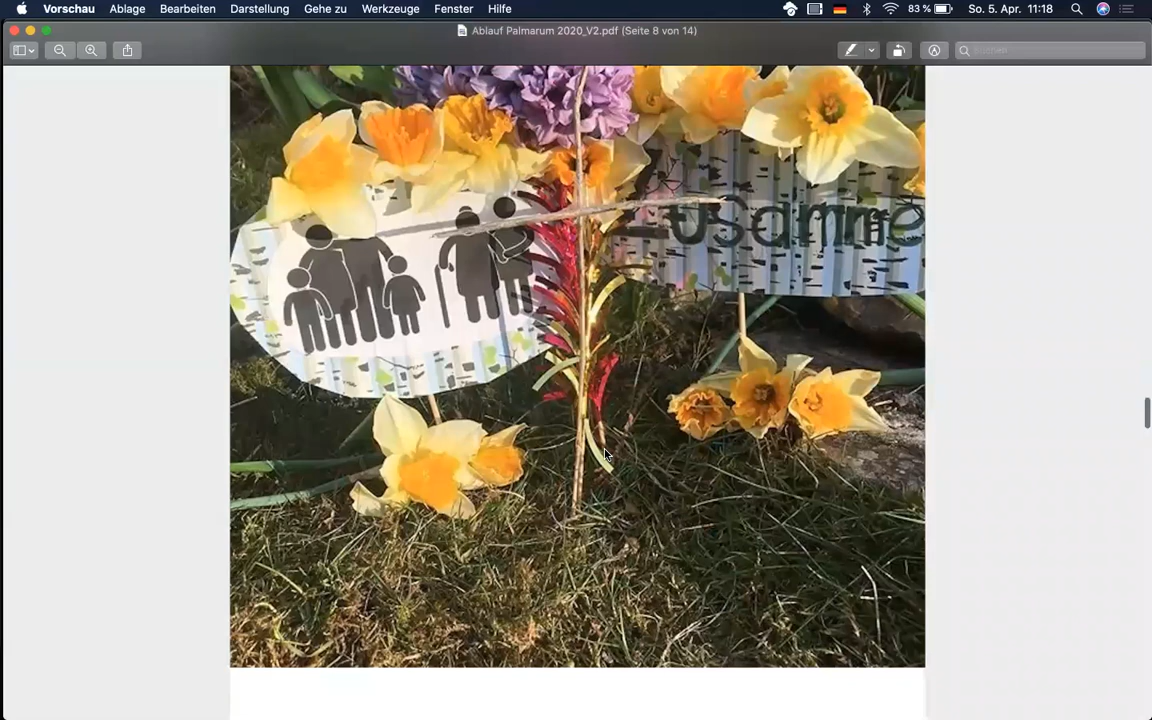 Vorschau Ablage Bearbeiten Darstellung Gehe zu Werkzeuge Fenster Hilfe 83 % So. 5. Apr. 11:18
Ablauf Palmarum 2020_V2.pdf (Seite 8 von 14)
Suchen
Zusamme